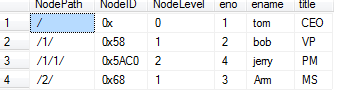 NodePath NodeID NodeLevel eno ename title
1 / 0x 0 1 tom CEO
2 /1/ 0x58 1 2 bob VP
3 /1/1/ 0x5AC0 2 4 jerry PM
4 /2/ 0x68 1 3 Arm MS